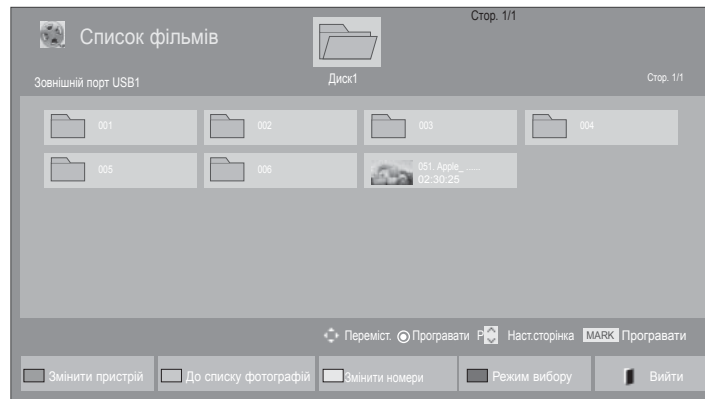 Стор. 1/1
Список фільмів
Зовнішній порт USB1
Диск1
Стор. 1/1
001
002
003
004
005
006
051. Apple_ ......
02:30:25
Переміст. Програвати P Наст.сторінка MARK Програвати
Змінити пристрій
До списку фотографій
Змінити номери
Режим вибору
Вийти